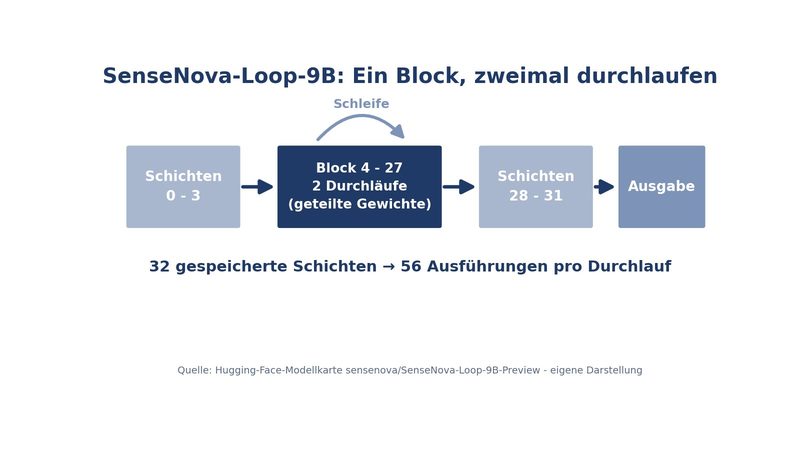 SenseNova-Loop-9B: Ein Block, zweimal durchlaufen
Schleife
Schichten
0 - 3
Block 4 - 27
2 Durchläufe
(geteilte Gewichte)
Schichten
28 - 31
Ausgabe
32 gespeicherte Schichten → 56 Ausführungen pro Durchlauf
Quelle: Hugging-Face-Modellkarte sensenova/SenseNova-Loop-9B-Preview - eigene Darstellung